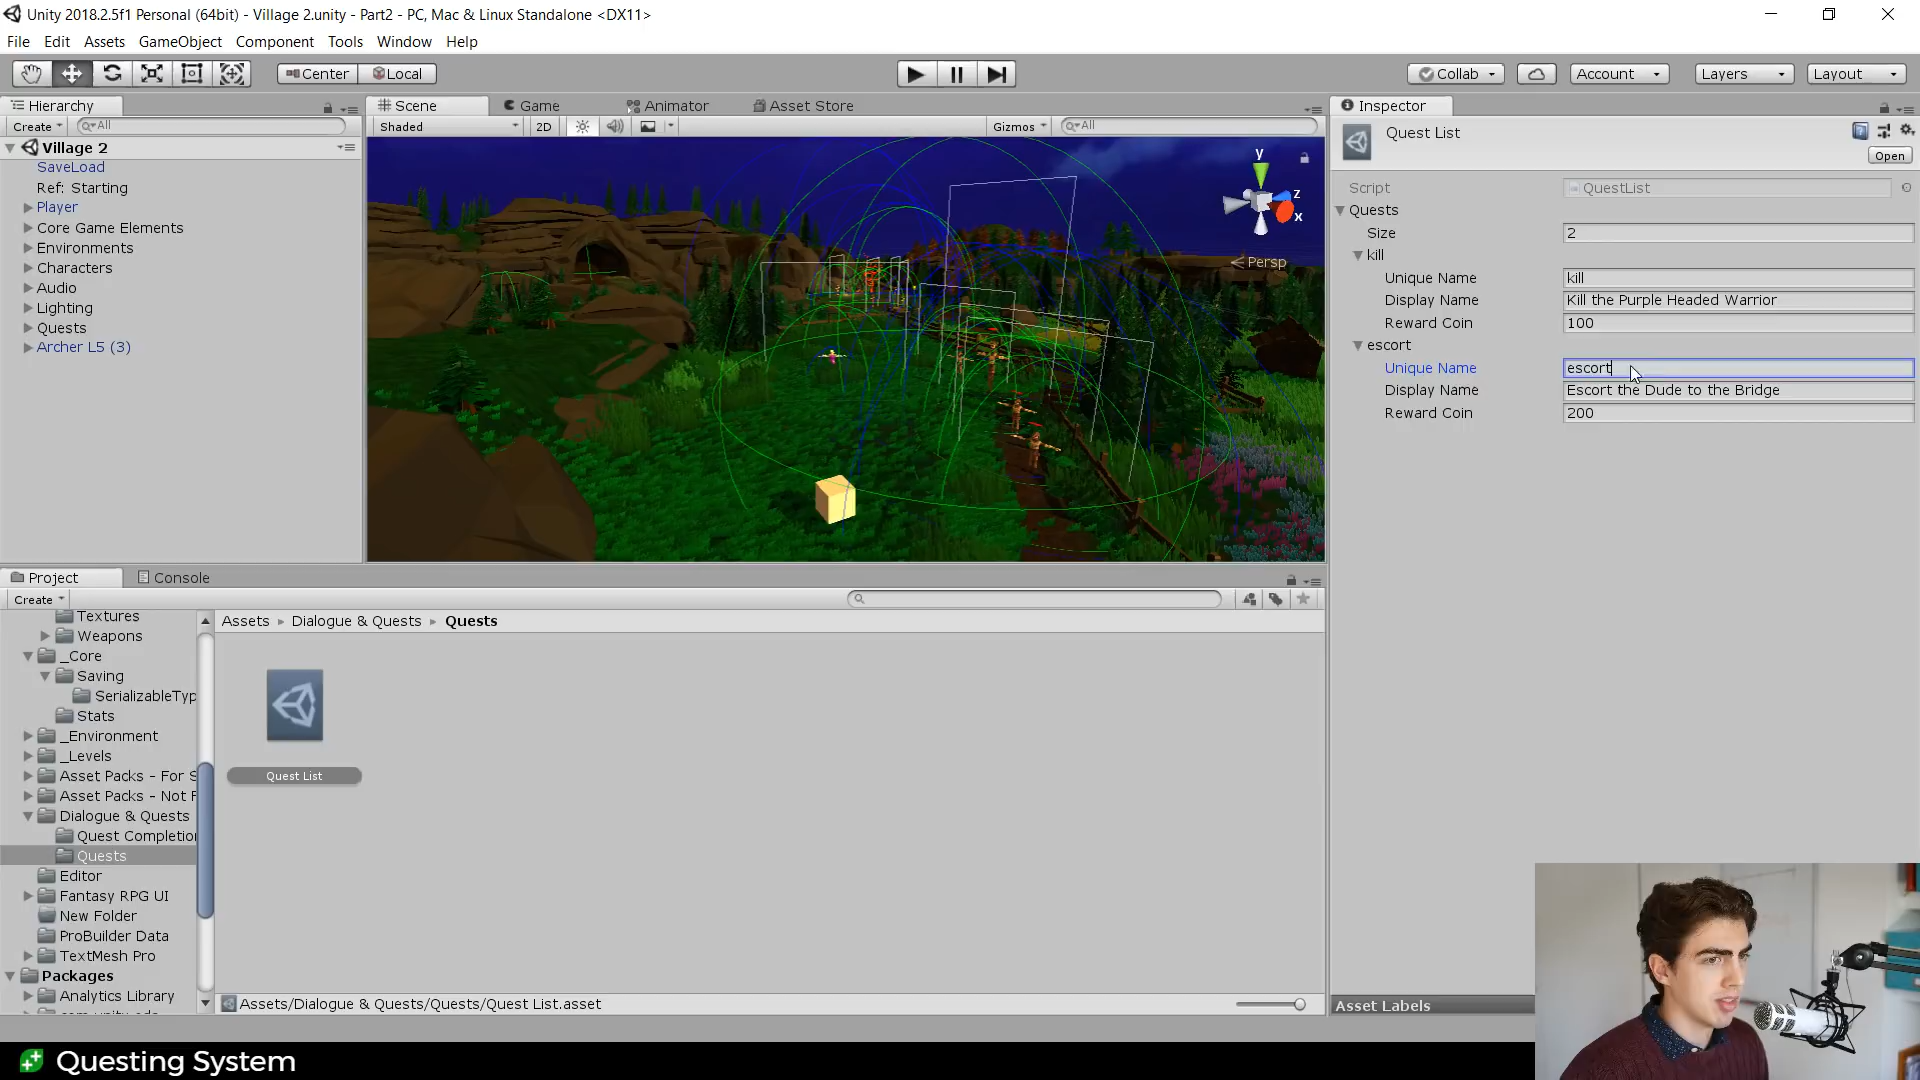 Unity 2018.2.5f1 Personal (64bit) - Village 2.unity - Part2 - PC, Mac & Linux Standalone <DX11>
File Edit Assets GameObject Component Tools Window Help
Center Local Collab Account Layers Layout
Hierarchy
Create All
Village 2
SaveLoad
Ref: Starting
Player
Core Game Elements
Environments
Characters
Audio
Lighting
Quests
Archer L5 (3)
Scene Game Animator Asset Store
Shaded 2D Gizmos All
y
z
x
Persp
Inspector
Quest List
Open
Script QuestList
Quests
Size 2
kill
Unique Name kill
Display Name Kill the Purple Headed Warrior
Reward Coin 100
escort
Unique Name escort
Display Name Escort the Dude to the Bridge
Reward Coin 200
Project Console
Create
Textures
Weapons
_Core
Saving
SerializableTyp
Stats
_Environment
_Levels
Asset Packs - For S
Asset Packs - Not F
Dialogue & Quests
Quest Completion
Quests
Editor
Fantasy RPG UI
New Folder
ProBuilder Data
TextMesh Pro
Packages
Analytics Library
Assets Dialogue & Quests Quests
Quest List
Assets/Dialogue & Quests/Quests/Quest List.asset
Asset Labels
Questing System